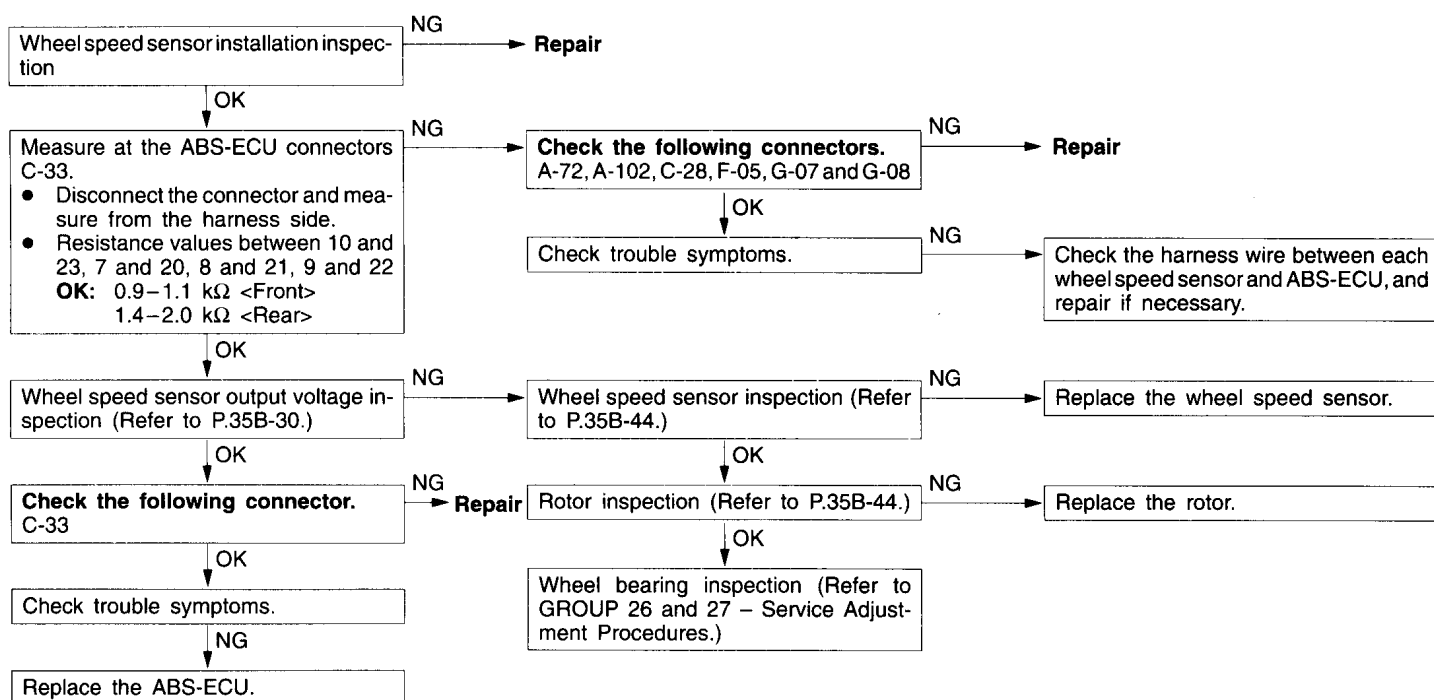 Wheel speed sensor installation inspec-
tion
NG
Repair
OK
Measure at the ABS-ECU connectors
C-33.
● Disconnect the connector and mea-
sure from the harness side.
● Resistance values between 10 and
23, 7 and 20, 8 and 21, 9 and 22
OK: 0.9–1.1 kΩ <Front>
1.4–2.0 kΩ <Rear>
NG
Check the following connectors.
A-72, A-102, C-28, F-05, G-07 and G-08
NG
Repair
OK
Check trouble symptoms.
NG
Check the harness wire between each
wheel speed sensor and ABS-ECU, and
repair if necessary.
OK
Wheel speed sensor output voltage in-
spection (Refer to P.35B-30.)
NG
Wheel speed sensor inspection (Refer
to P.35B-44.)
NG
Replace the wheel speed sensor.
OK
OK
Check the following connector.
C-33
NG
Repair
Rotor inspection (Refer to P.35B-44.)
NG
Replace the rotor.
OK
OK
Check trouble symptoms.
Wheel bearing inspection (Refer to
GROUP 26 and 27 – Service Adjust-
ment Procedures.)
NG
Replace the ABS-ECU.